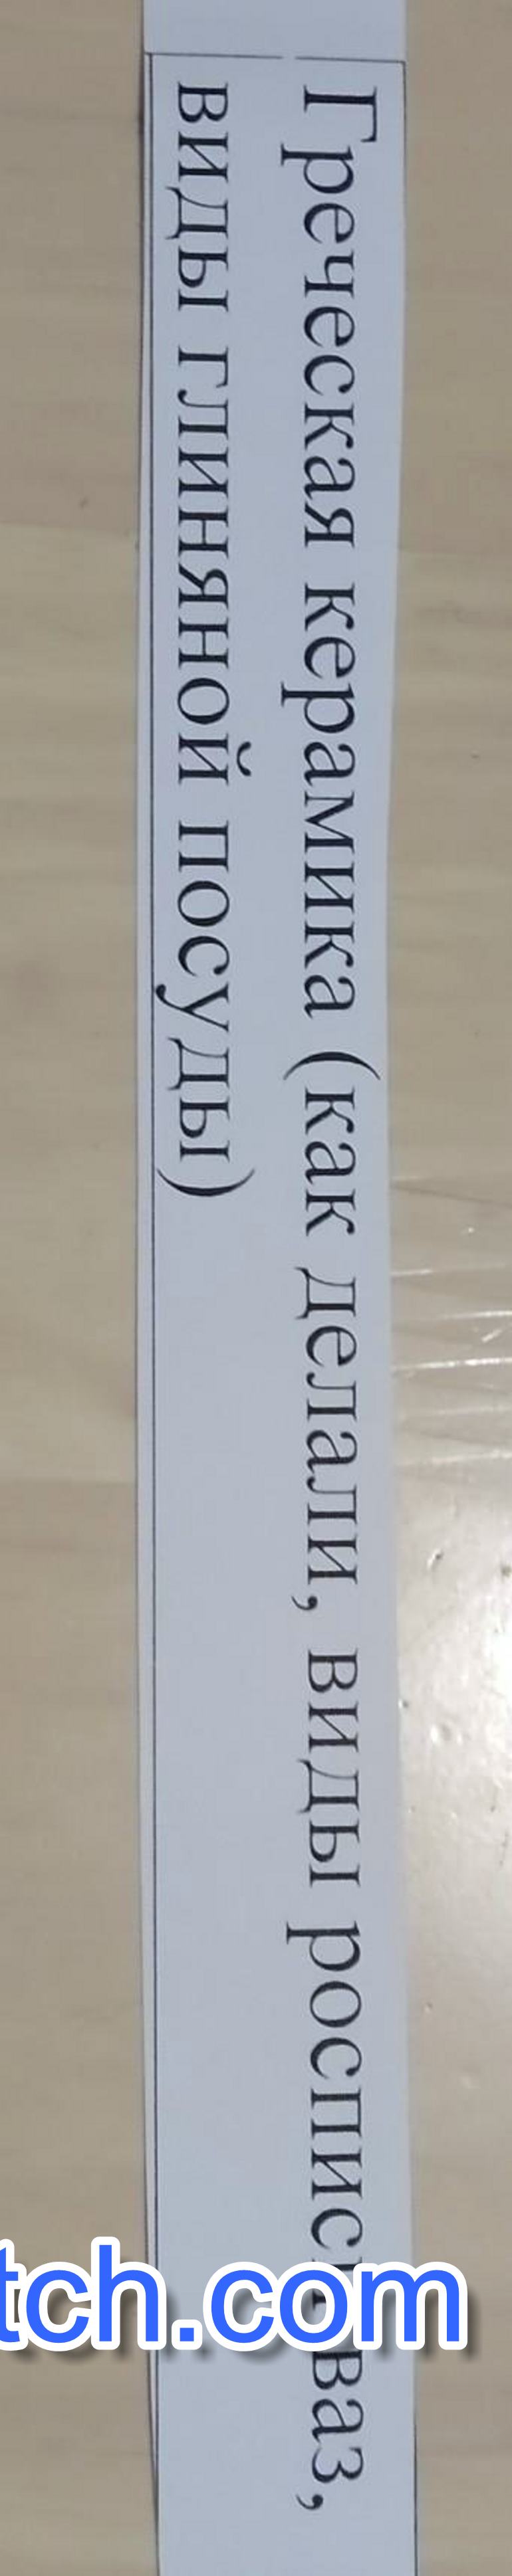 Греческая керамика (как делали, виды росписи ваз,
виды глиняной посуды)
tch.com